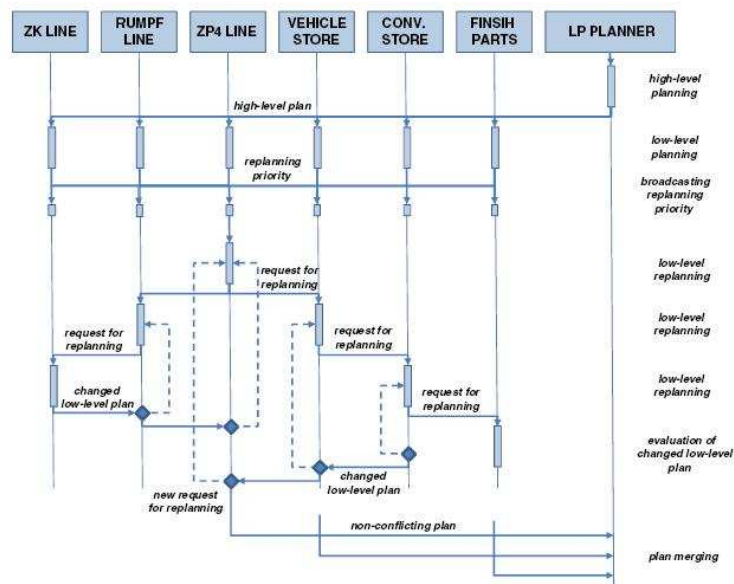 ZK LINE
RUMPF
LINE
ZP4 LINE
VEHICLE
STORE
CONV.
STORE
FINSIH
PARTS
LP PLANNER
high-level
planning
high-level plan
low-level
planning
replanning
priority
broadcasting
replanning
priority
low-level
replanning
request for
replanning
low-level
replanning
request for
replanning
request for
replanning
low-level
replanning
changed
low-level plan
request for
replanning
evaluation of
changed low-level
plan
changed
low-level plan
new request
for replanning
non-conflicting plan
plan merging